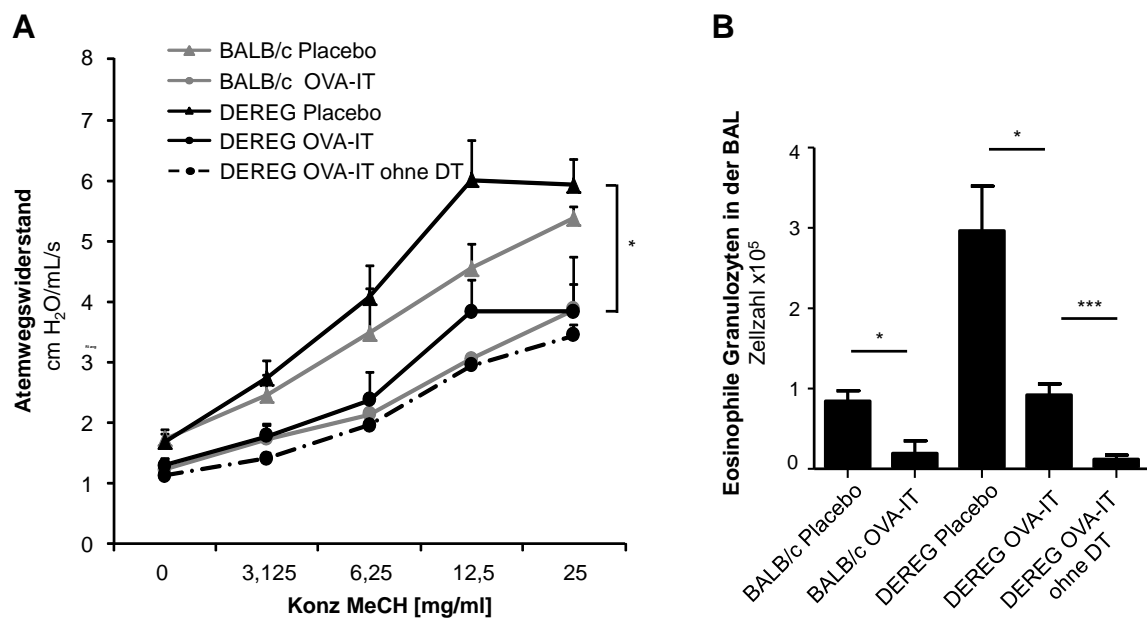 A
BALB/c Placebo
BALB/c OVA-IT
DEREG Placebo
DEREG OVA-IT
DEREG OVA-IT ohne DT
8
7
6
5
4
3
2
1
0
Atemwegswiderstand
cm H₂O/mL/s
*
0 3,125 6,25 12,5 25
Konz MeCH [mg/ml]
B
Eosinophile Granulozyten in der BAL
Zellzahl x10⁵
4
3
2
1
0
*
*
***
BALB/c Placebo
BALB/c OVA-IT
DEREG Placebo
DEREG OVA-IT
DEREG OVA-IT
ohne DT